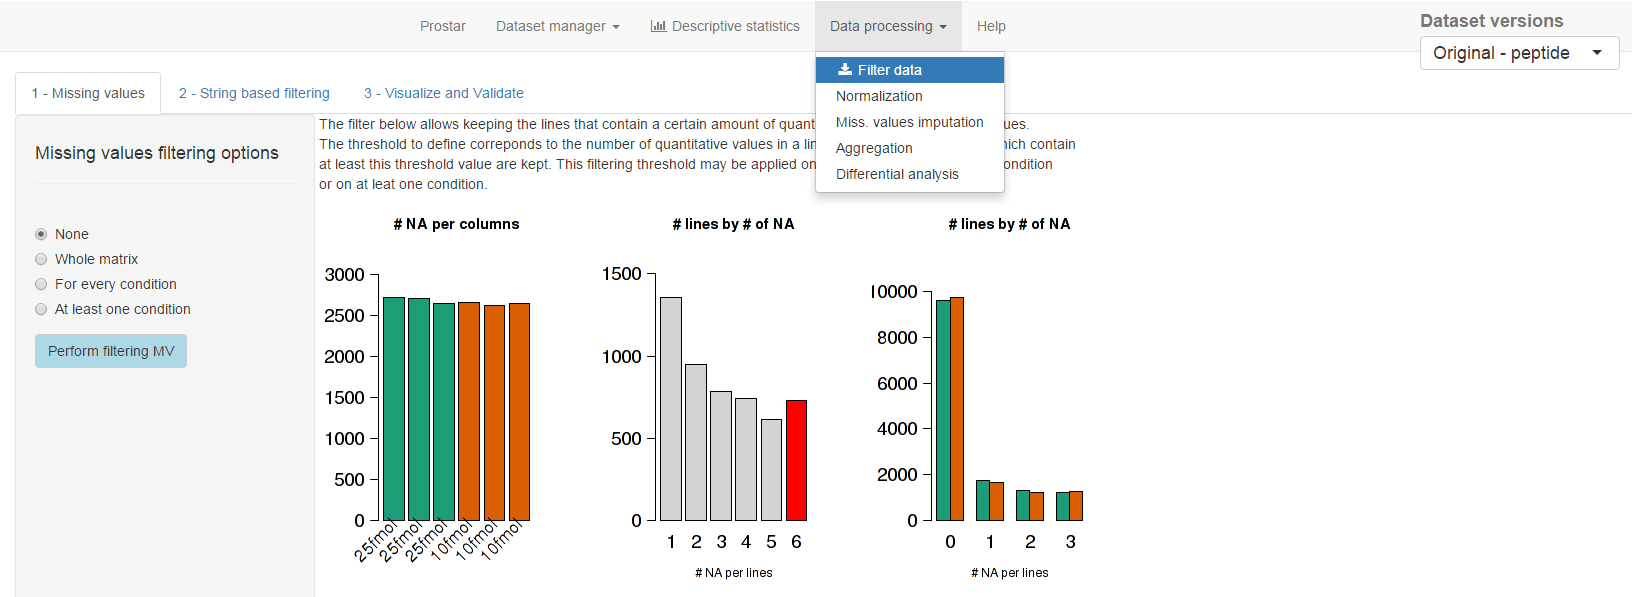 Prostar
Dataset manager
Descriptive statistics
Data processing
Help
Dataset versions
Original - peptide
Filter data
Normalization
Miss. values imputation
Aggregation
Differential analysis
1 - Missing values
2 - String based filtering
3 - Visualize and Validate
Missing values filtering options
None
Whole matrix
For every condition
At least one condition
Perform filtering MV
The filter below allows keeping the lines that contain a certain amount of quant ues.
The threshold to define correponds to the number of quantitative values in a lin hich contain
at least this threshold value are kept. This filtering threshold may be applied on ondition
or on at leat one condition.
# NA per columns
3000
2500
2000
1500
1000
500
0
25fmol
25fmol
25fmol
10fmol
10fmol
10fmol
# lines by # of NA
1500
1000
500
0
1 2 3 4 5 6
# NA per lines
# lines by # of NA
10000
8000
6000
4000
2000
0
0 1 2 3
# NA per lines